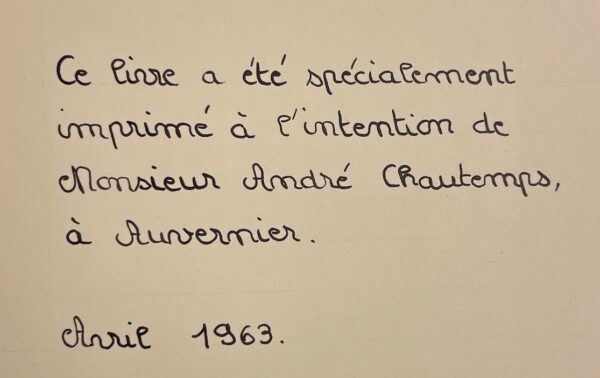 Ce livre a été spécialement
imprimé à l'intention de
Monsieur André Chautemps,
à Auvernier.
Avril 1963.